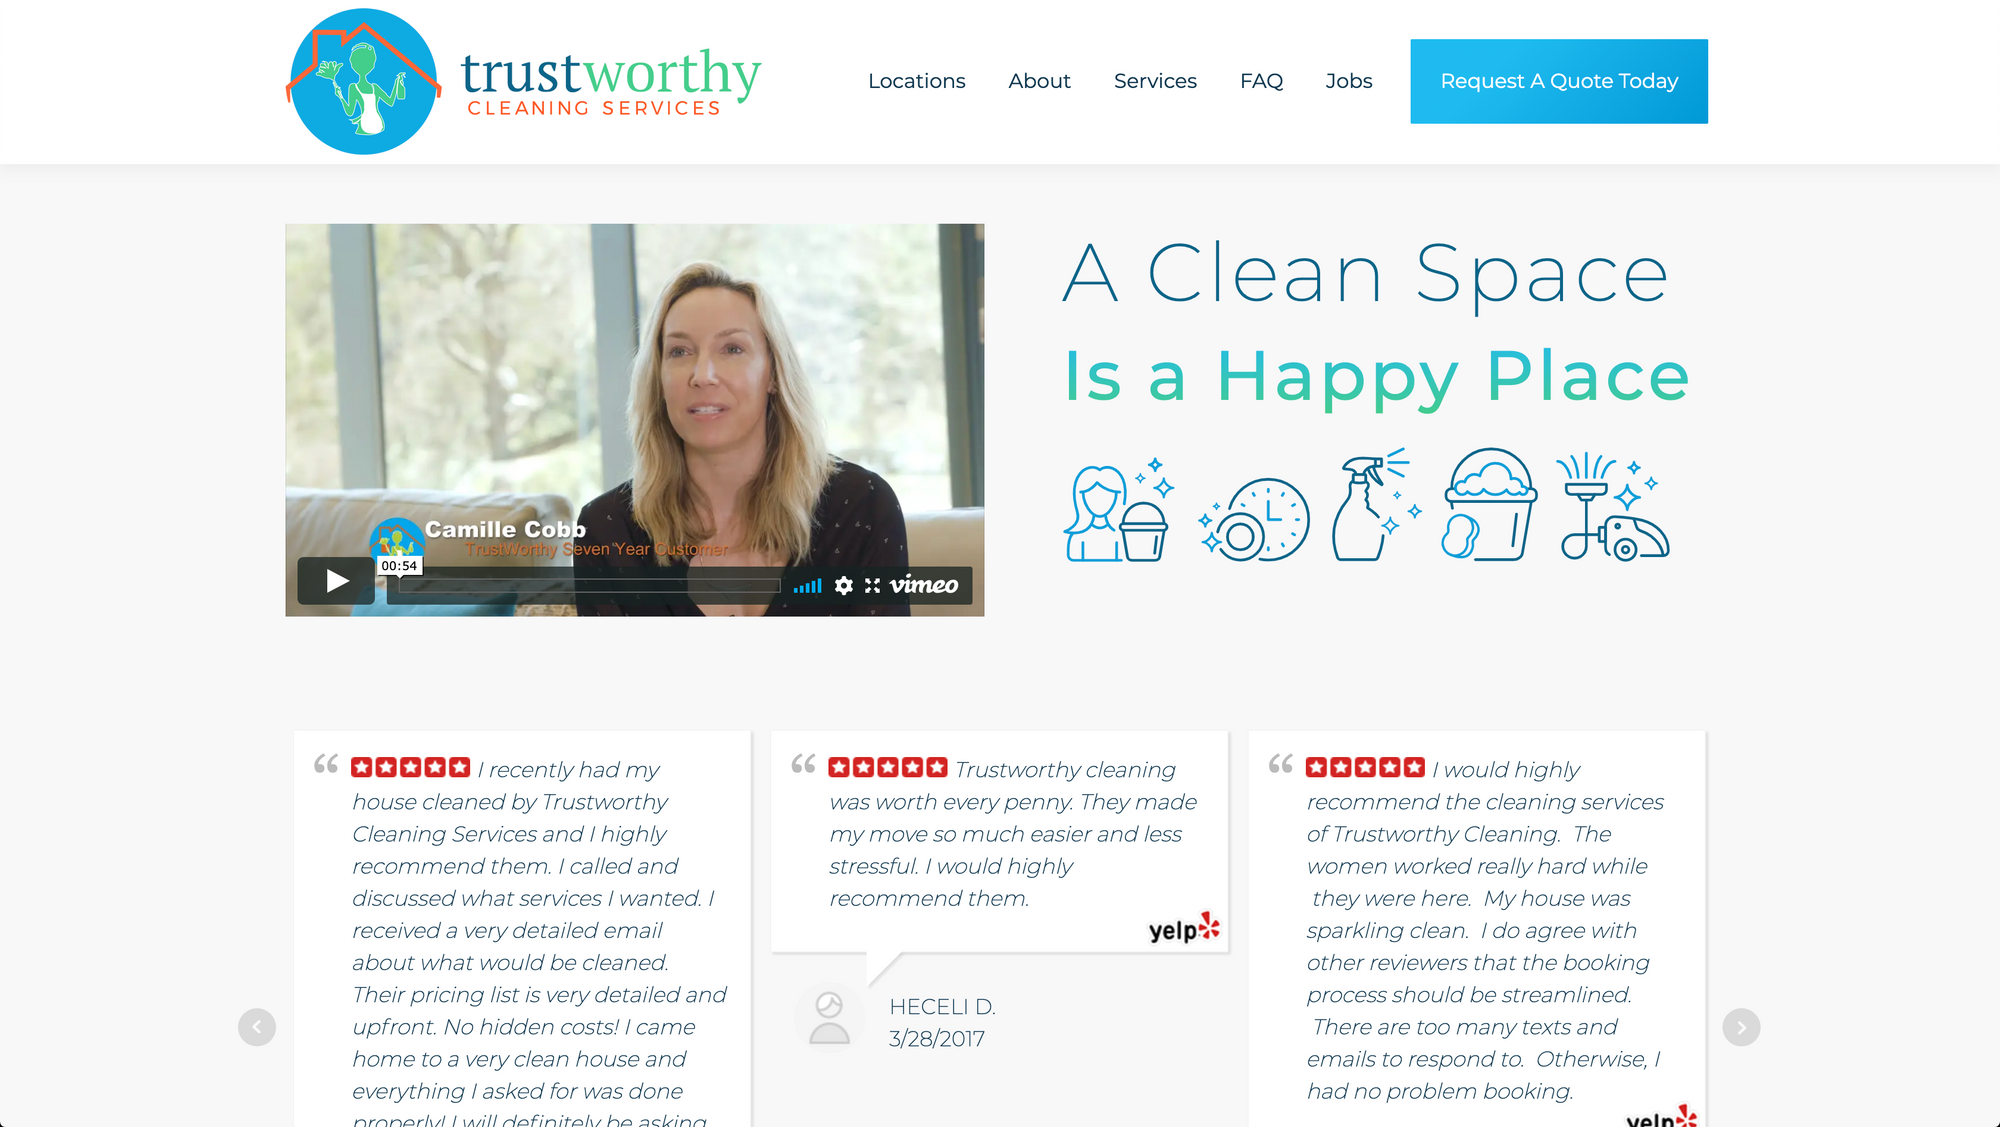 trustworthy
CLEANING SERVICES
Locations
About
Services
FAQ
Jobs
Request A Quote Today
A Clean Space
Is a Happy Place
Camille Cobb
TrustWorthy Seven Year Customer
00:54
vimeo
“ I recently had my
house cleaned by Trustworthy
Cleaning Services and I highly
recommend them. I called and
discussed what services I wanted. I
received a very detailed email
about what would be cleaned.
Their pricing list is very detailed and
upfront. No hidden costs! I came
home to a very clean house and
everything I asked for was done
properly! I will definitely be asking
“ Trustworthy cleaning
was worth every penny. They made
my move so much easier and less
stressful. I would highly
recommend them.
yelp
HECELI D.
3/28/2017
“ I would highly
recommend the cleaning services
of Trustworthy Cleaning. The
women worked really hard while
they were here. My house was
sparkling clean. I do agree with
other reviewers that the booking
process should be streamlined.
There are too many texts and
emails to respond to. Otherwise, I
had no problem booking.
yelp